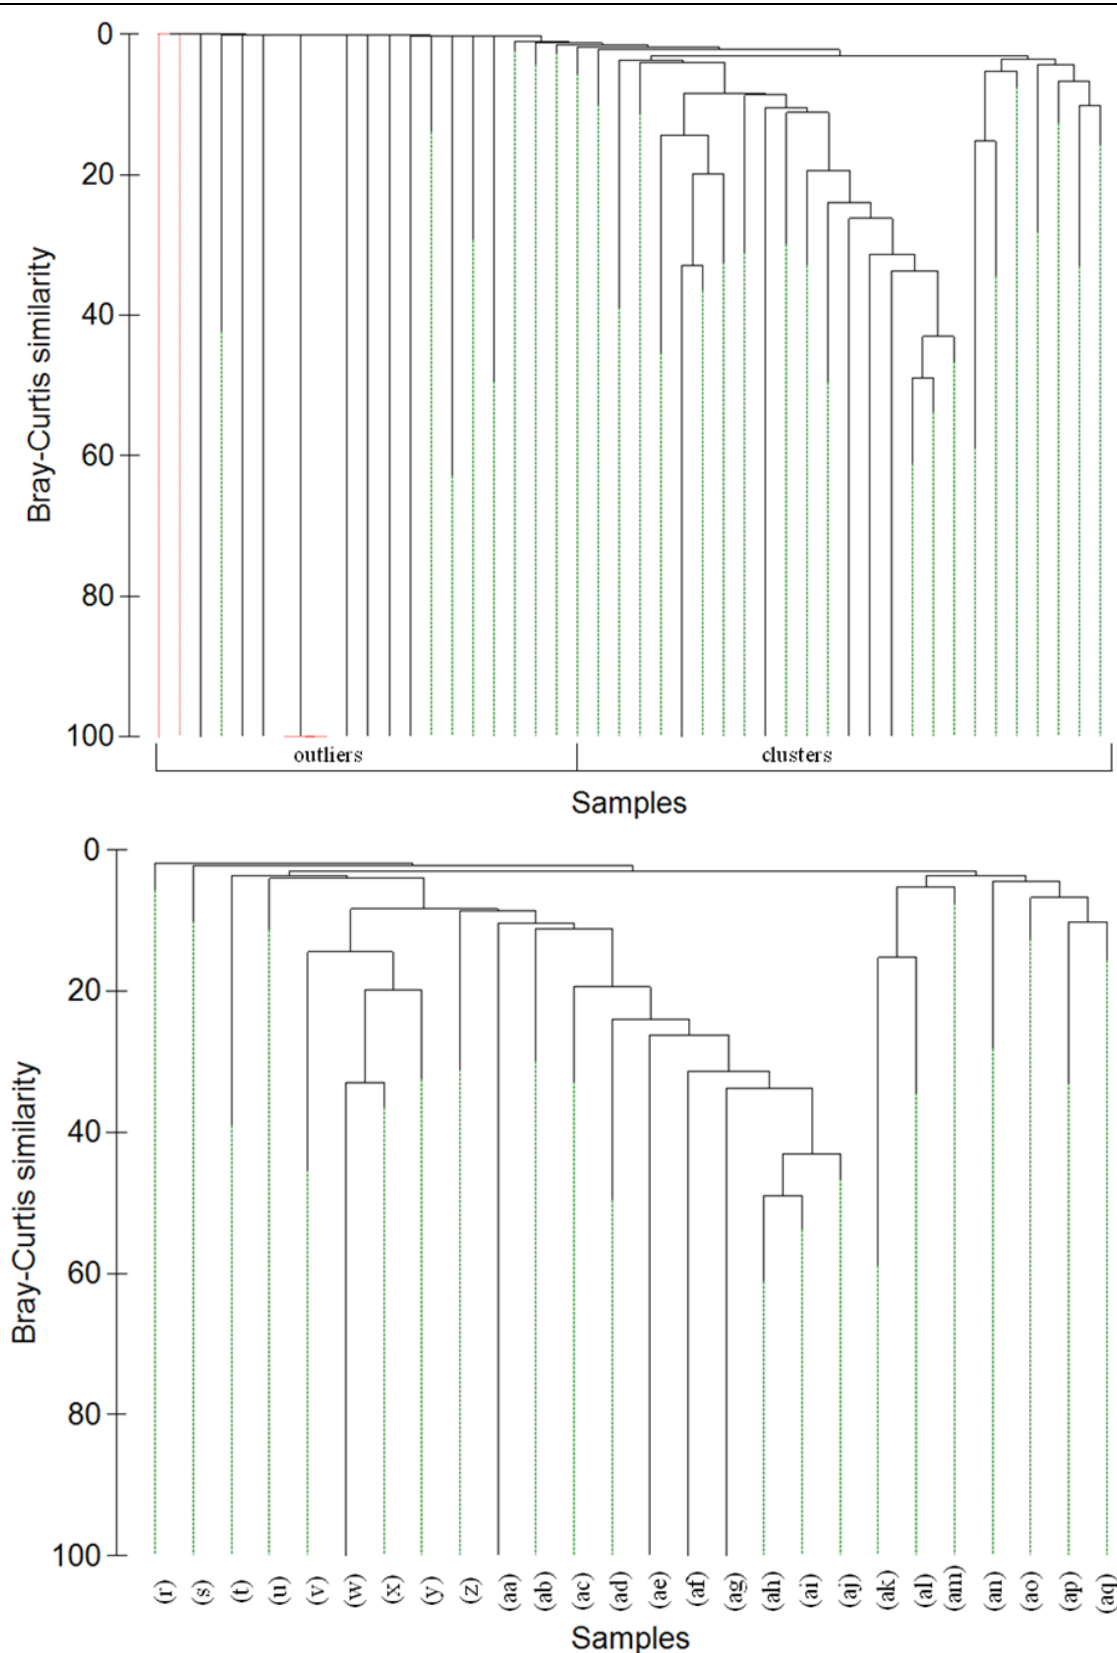 0
20
40
60
80
100
Bray-Curtis similarity
outliers clusters
Samples
0
20
40
60
80
100
Bray-Curtis similarity
(r) (s) (t) (u) (v) (w) (x) (y) (z) (aa) (ab) (ac) (ad) (ae) (af) (ag) (ah) (ai) (aj) (ak) (al) (am) (an) (ao) (ap) (aq)
Samples